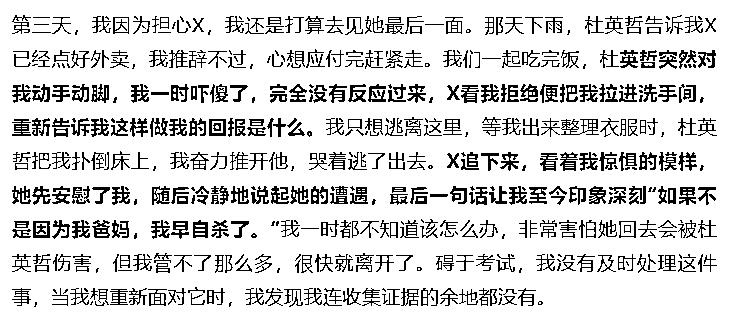 第三天，我因为担心X，我还是打算去见她最后一面。那天下雨，杜英哲告诉我X
已经点好外卖，我推辞不过，心想应付完赶紧走。我们一起吃完饭，杜英哲突然对
我动手动脚，我一时吓傻了，完全没有反应过来，X看我拒绝便把我拉进洗手间，
重新告诉我这样做我的回报是什么。我只想逃离这里，等我出来整理衣服时，杜英
哲把我扑倒床上，我奋力推开他，哭着逃了出去。X追下来，看着我惊惧的模样，
她先安慰了我，随后冷静地说起她的遭遇，最后一句话让我至今印象深刻“如果不
是因为我爸妈，我早自杀了。”我一时都不知道该怎么办，非常害怕她回去会被杜
英哲伤害，但我管不了那么多，很快就离开了。碍于考试，我没有及时处理这件
事，当我想重新面对它时，我发现我连收集证据的余地都没有。